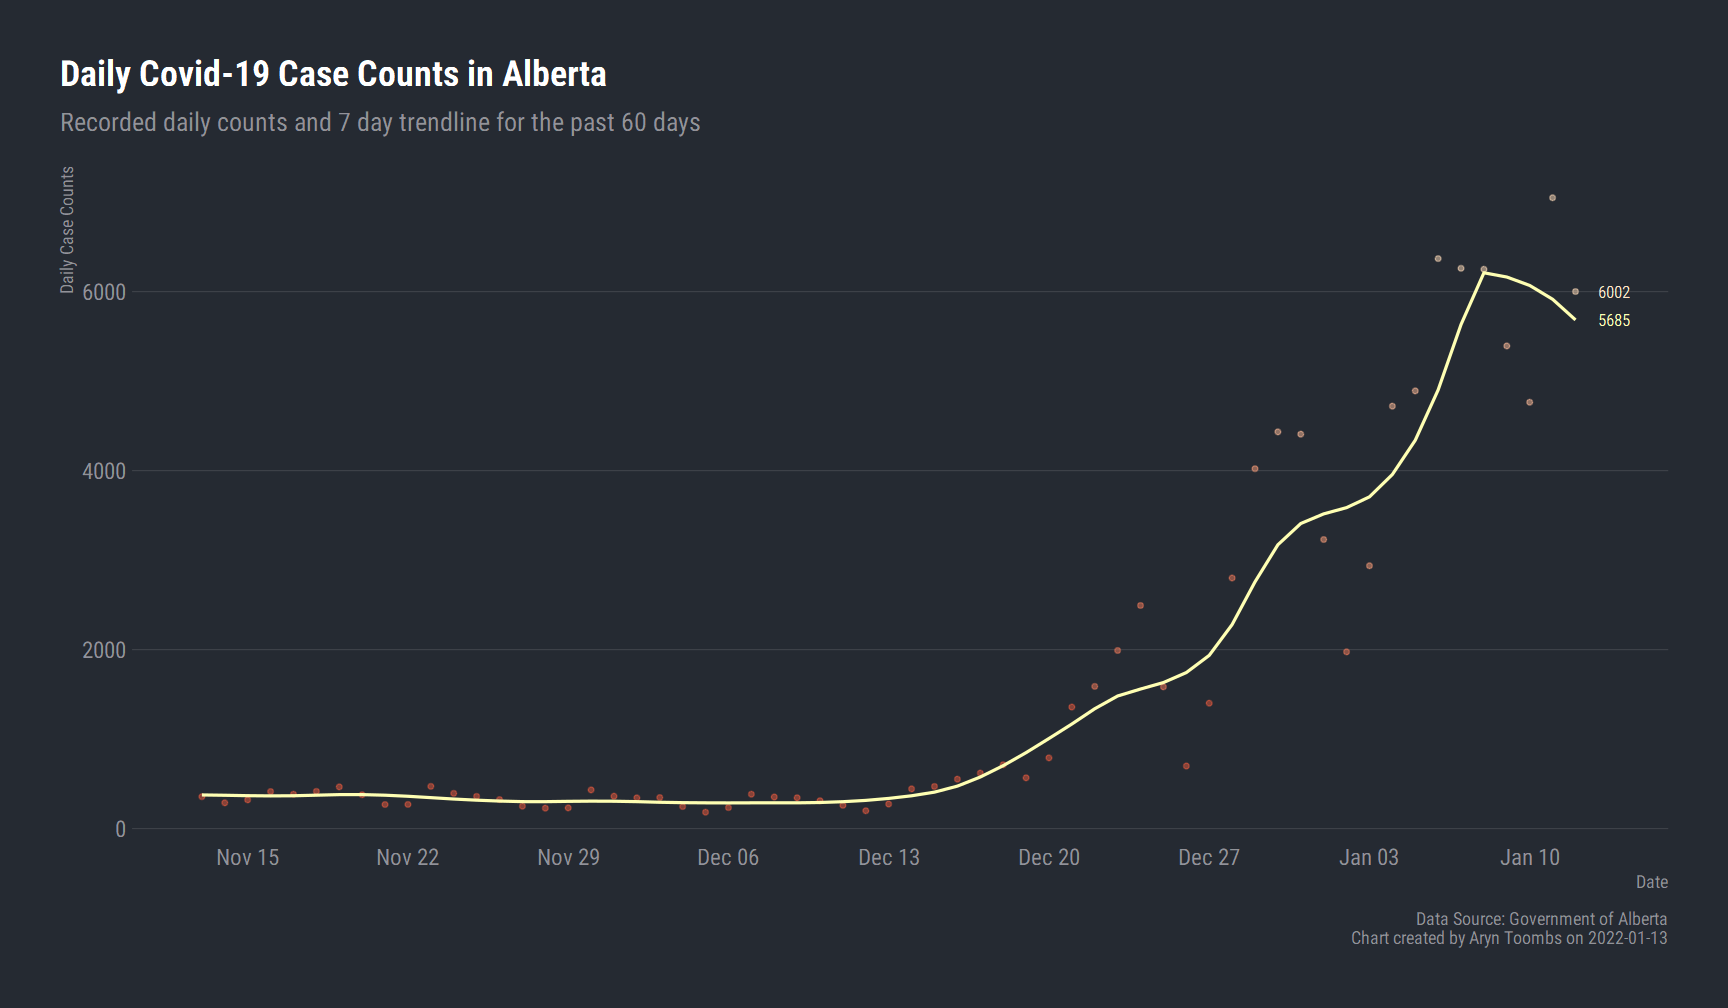 Daily Covid-19 Case Counts in Alberta
Recorded daily counts and 7 day trendline for the past 60 days
Daily Case Counts
6000
4000
2000
0
6002
5685
Nov 15
Nov 22
Nov 29
Dec 06
Dec 13
Dec 20
Dec 27
Jan 03
Jan 10
Date
Data Source: Government of Alberta
Chart created by Aryn Toombs on 2022-01-13